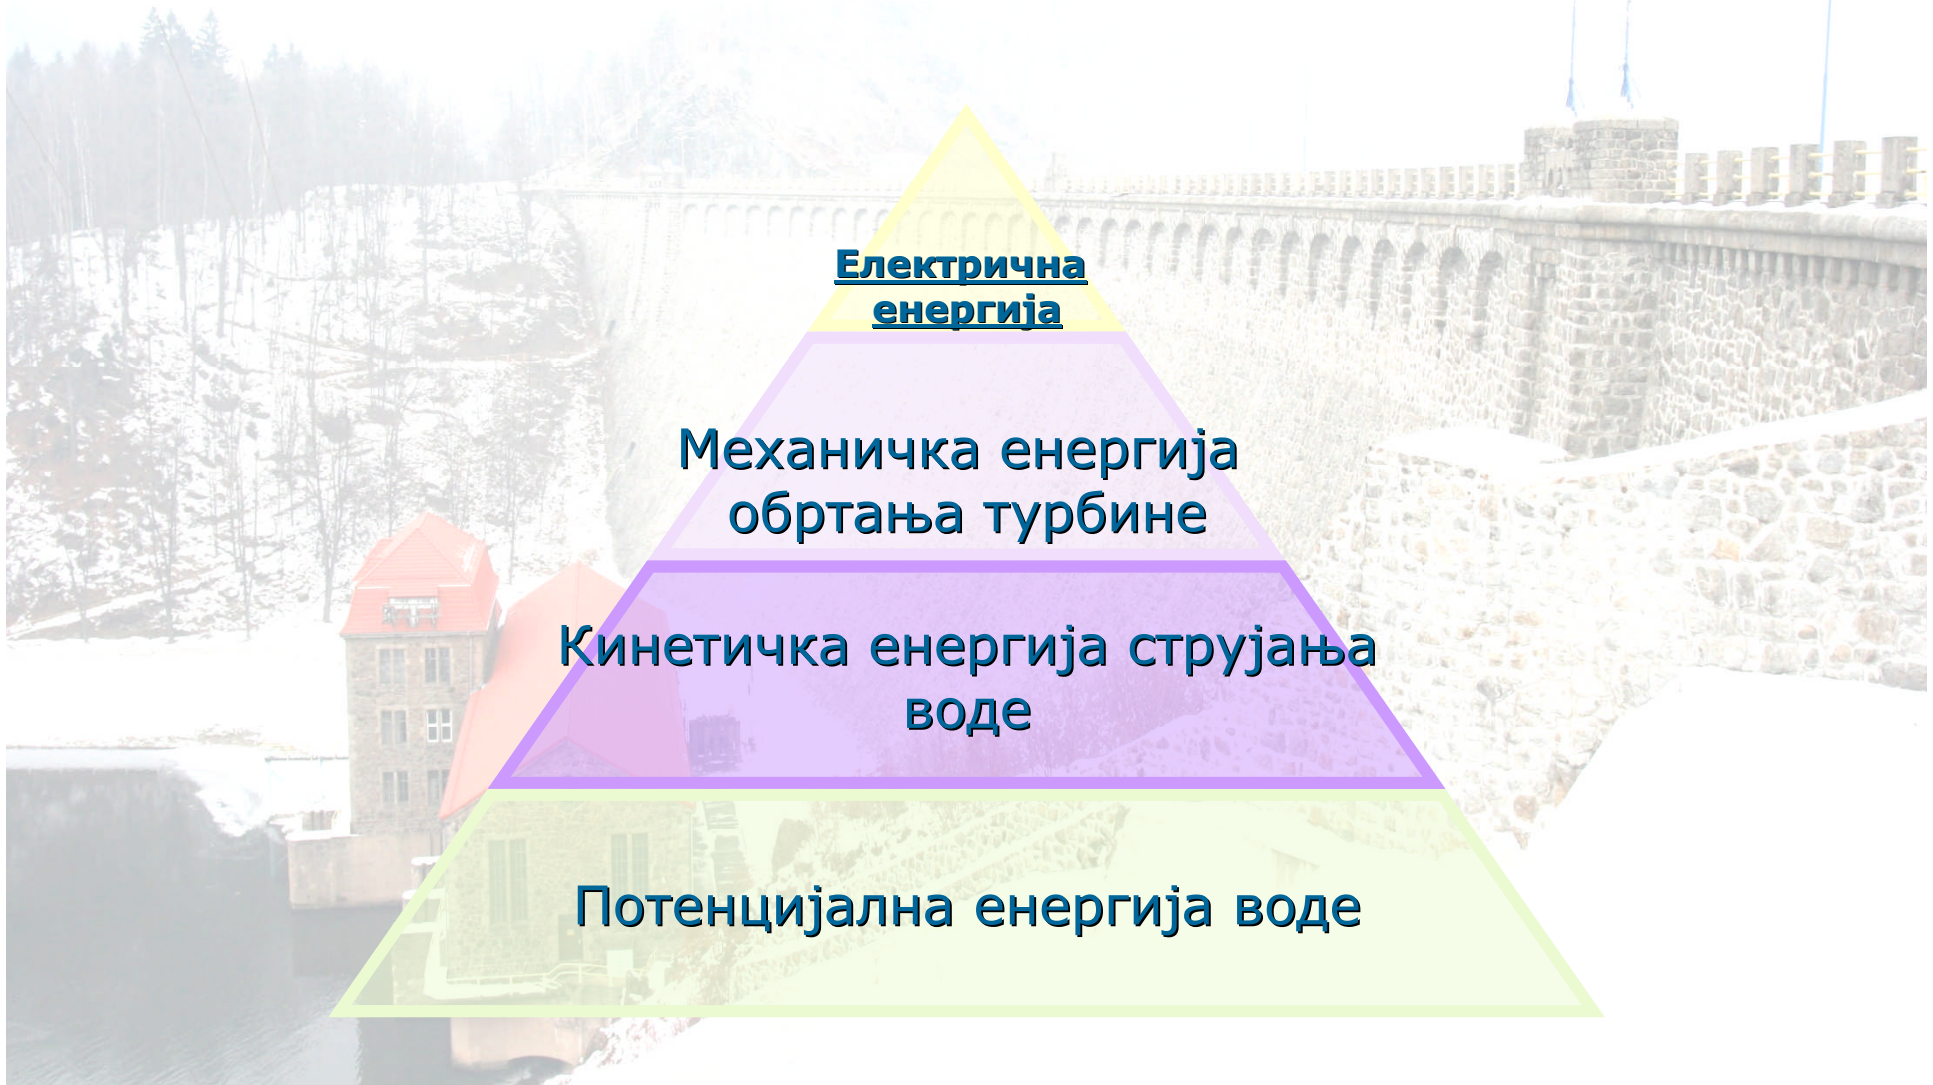 Електрична
енергија
Механичка енергија
обртања турбине
Кинетичка енергија струјања
воде
Потенцијална енергија воде